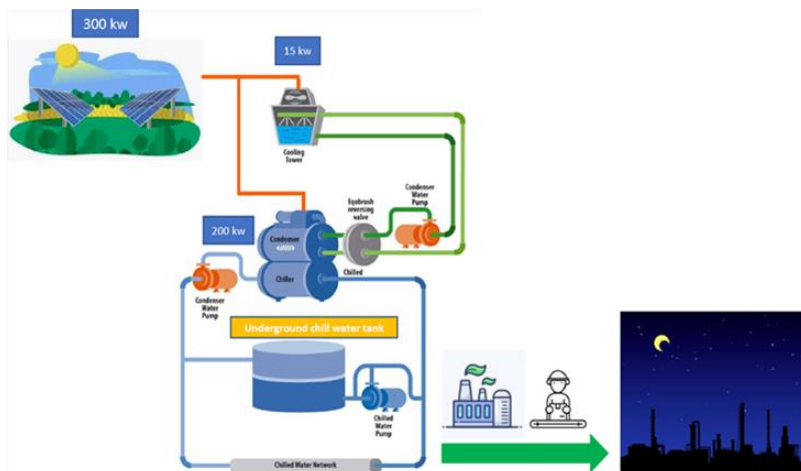 300 kw
15 kw
Cooling
Tower
Eqobrush
reversing
valve
Condenser
Water
Pump
200 kw
Condenser
Chiller
Chilled
Condenser
Water
Pump
Underground chill water tank
Chilled
Water
Pump
Chilled Water Network